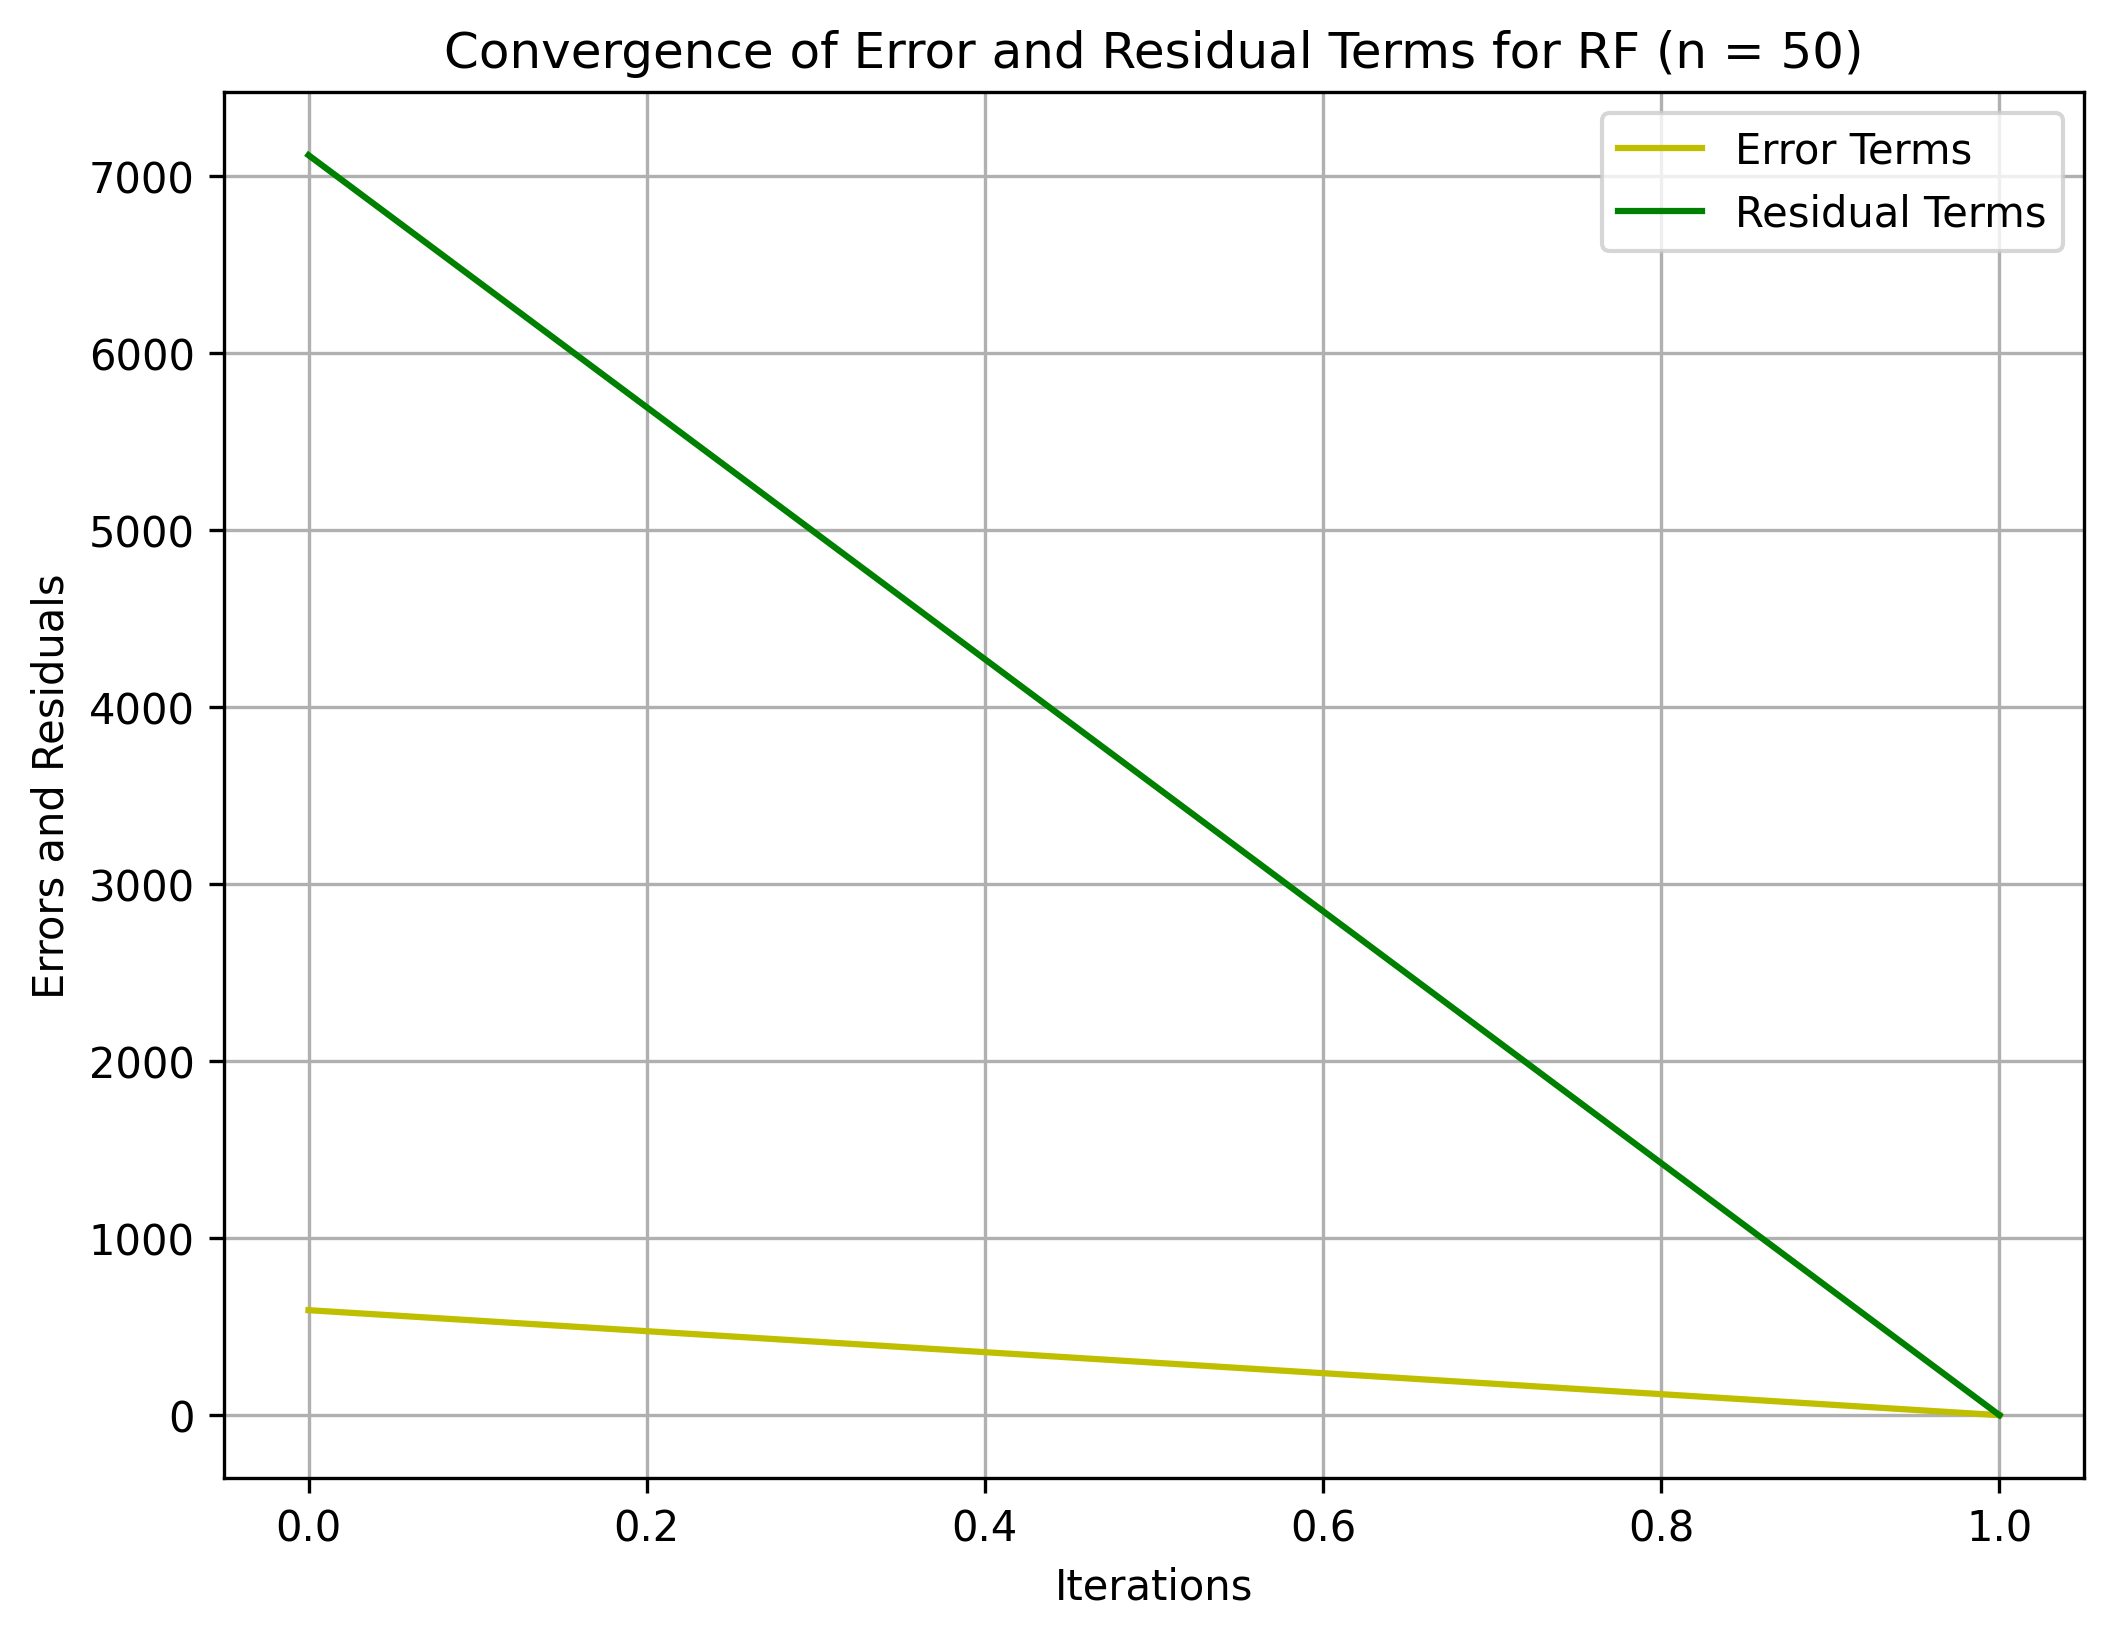 Convergence of Error and Residual Terms for RF (n = 50)
Error Terms
Residual Terms
7000
6000
5000
4000
3000
2000
1000
0
Errors and Residuals
0.0 0.2 0.4 0.6 0.8 1.0
Iterations